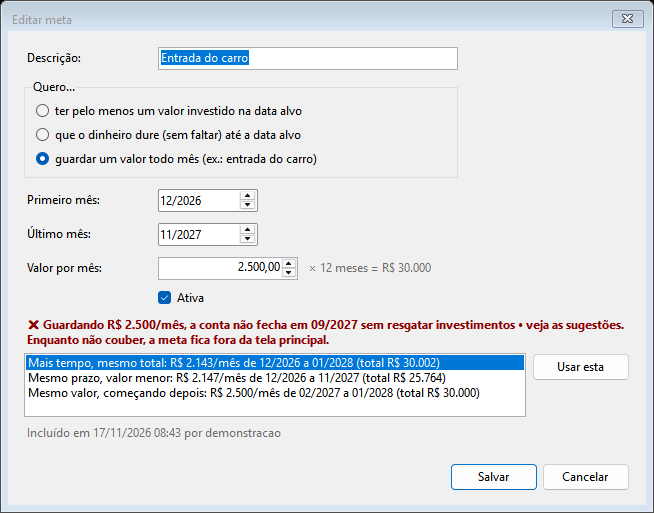 Editar meta
Descrição:
Entrada do carro
Quero...
ter pelo menos um valor investido na data alvo
que o dinheiro dure (sem faltar) até a data alvo
guardar um valor todo mês (ex.: entrada do carro)
Primeiro mês:
12/2026
Último mês:
11/2027
Valor por mês:
2.500,00
× 12 meses = R$ 30.000
Ativa
✖ Guardando R$ 2.500/mês, a conta não fecha em 09/2027 sem resgatar investimentos • veja as sugestões.
Enquanto não couber, a meta fica fora da tela principal.
Mais tempo, mesmo total: R$ 2.143/mês de 12/2026 a 01/2028 (total R$ 30.002)
Mesmo prazo, valor menor: R$ 2.147/mês de 12/2026 a 11/2027 (total R$ 25.764)
Mesmo valor, começando depois: R$ 2.500/mês de 02/2027 a 01/2028 (total R$ 30.000)
Usar esta
Incluído em 17/11/2026 08:43 por demonstracao
Salvar
Cancelar